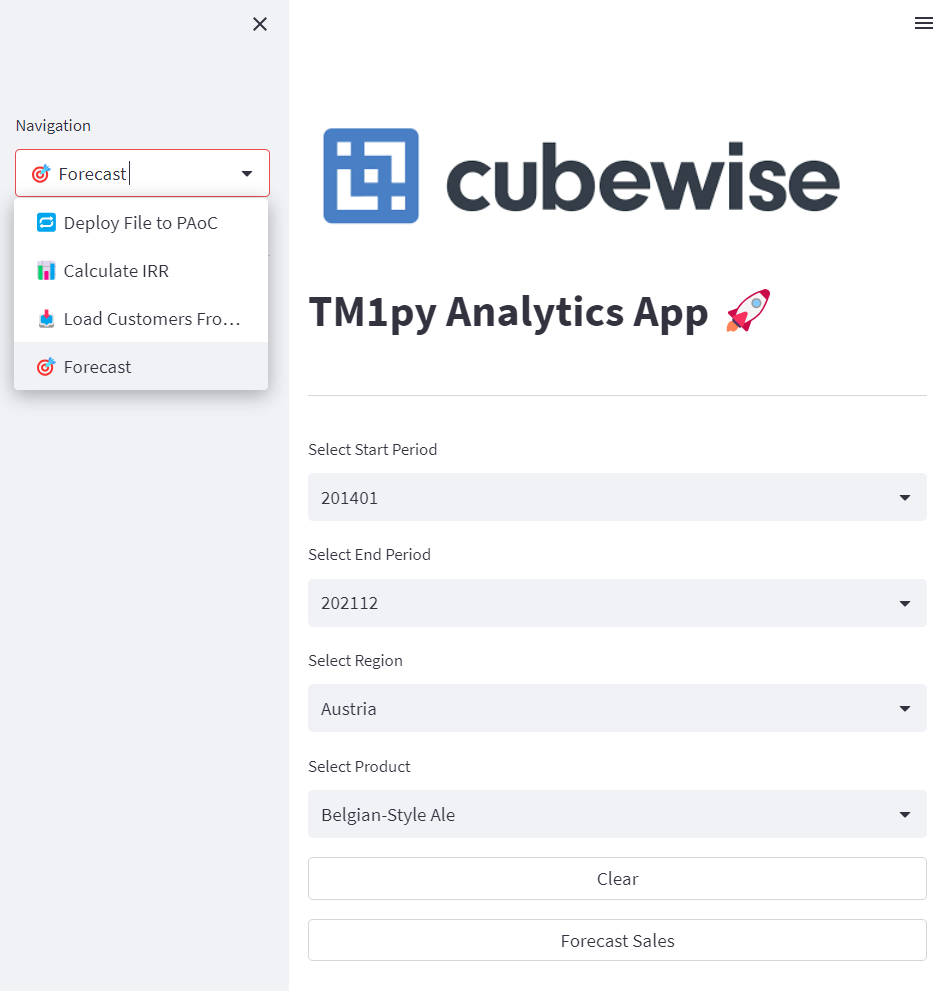 Navigation
Forecast
Deploy File to PAoC
Calculate IRR
Load Customers Fro...
Forecast
cubewise
TM1py Analytics App 🚀
Select Start Period
201401
Select End Period
202112
Select Region
Austria
Select Product
Belgian-Style Ale
Clear
Forecast Sales